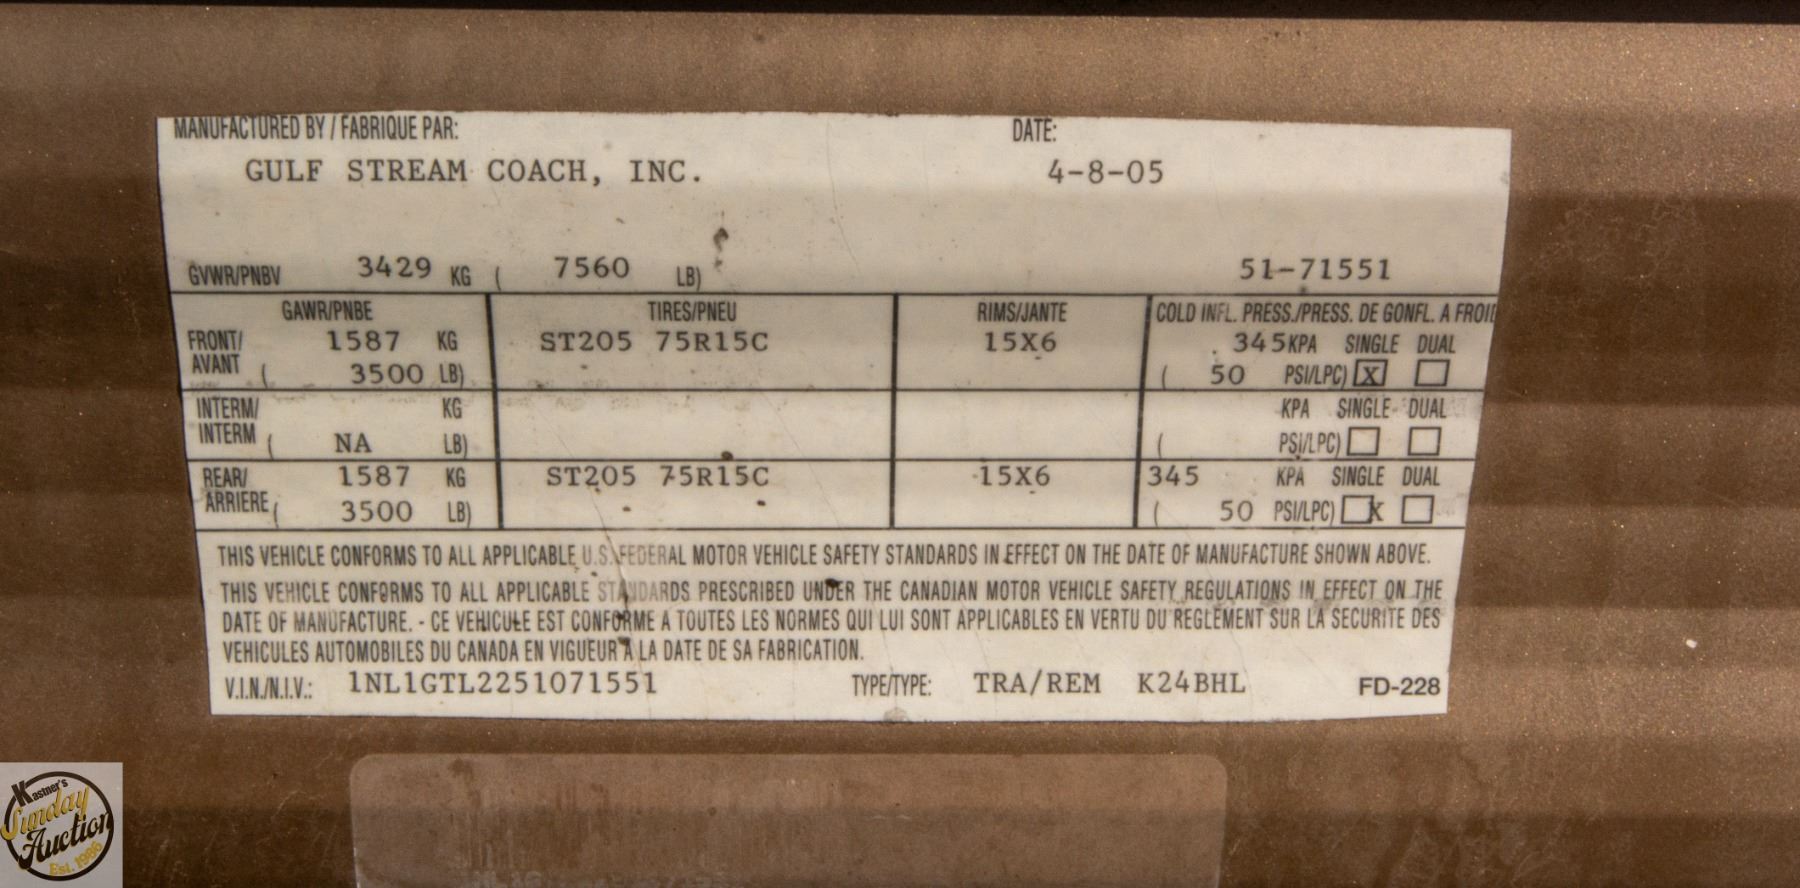 MANUFACTURED BY / FABRIQUE PAR: DATE:
GULF STREAM COACH, INC. 4-8-05
GVWR/PNBV 3429 KG ( 7560 LB) 51-71551
GAWR/PNBE TIRES/PNEU RIMS/JANTE COLD INFL. PRESS./PRESS. DE GONFL. A FROID
FRONT/ 1587 KG ST205 75R15C 15X6 345KPA SINGLE DUAL
AVANT ( 3500 LB) ( 50 PSI/LPC) X
INTERM/ KG KPA SINGLE DUAL
INTERM ( NA LB) ( PSI/LPC)
REAR/ 1587 KG ST205 75R15C 15X6 345 KPA SINGLE DUAL
ARRIERE ( 3500 LB) ( 50 PSI/LPC) X
THIS VEHICLE CONFORMS TO ALL APPLICABLE U.S. FEDERAL MOTOR VEHICLE SAFETY STANDARDS IN EFFECT ON THE DATE OF MANUFACTURE SHOWN ABOVE.
THIS VEHICLE CONFORMS TO ALL APPLICABLE STANDARDS PRESCRIBED UNDER THE CANADIAN MOTOR VEHICLE SAFETY REGULATIONS IN EFFECT ON THE
DATE OF MANUFACTURE. - CE VEHICULE EST CONFORME A TOUTES LES NORMES QUI LUI SONT APPLICABLES EN VERTU DU REGLEMENT SUR LA SECURITE DES
VEHICULES AUTOMOBILES DU CANADA EN VIGUEUR A LA DATE DE SA FABRICATION.
V.I.N./N.I.V.: 1NL1GTL2251071551 TYPE/TYPE: TRA/REM K24BHL FD-228
Kastner's
Sunday
Auction
Est. 1986